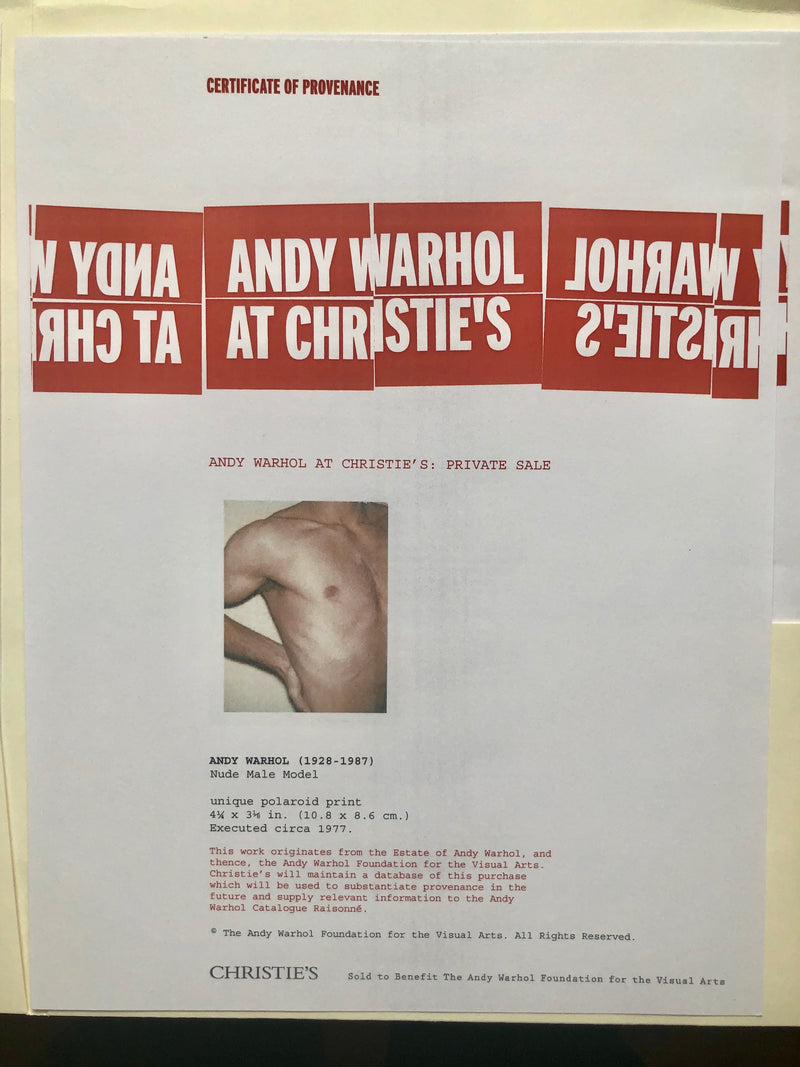 CERTIFICATE OF PROVENANCE
ANDY W
ANDY WARHOL
WARHOL
AT CHR
AT CHRISTIE'S
RISTIE'S
ANDY WARHOL AT CHRISTIE'S: PRIVATE SALE
ANDY WARHOL (1928-1987)
Nude Male Model
unique polaroid print
4¼ x 3⅜ in. (10.8 x 8.6 cm.)
Executed circa 1977.
This work originates from the Estate of Andy Warhol, and
thence, the Andy Warhol Foundation for the Visual Arts.
Christie's will maintain a database of this purchase
which will be used to substantiate provenance in the
future and supply relevant information to the Andy
Warhol Catalogue Raisonné.
© The Andy Warhol Foundation for the Visual Arts. All Rights Reserved.
CHRISTIE'S Sold to Benefit The Andy Warhol Foundation for the Visual Arts